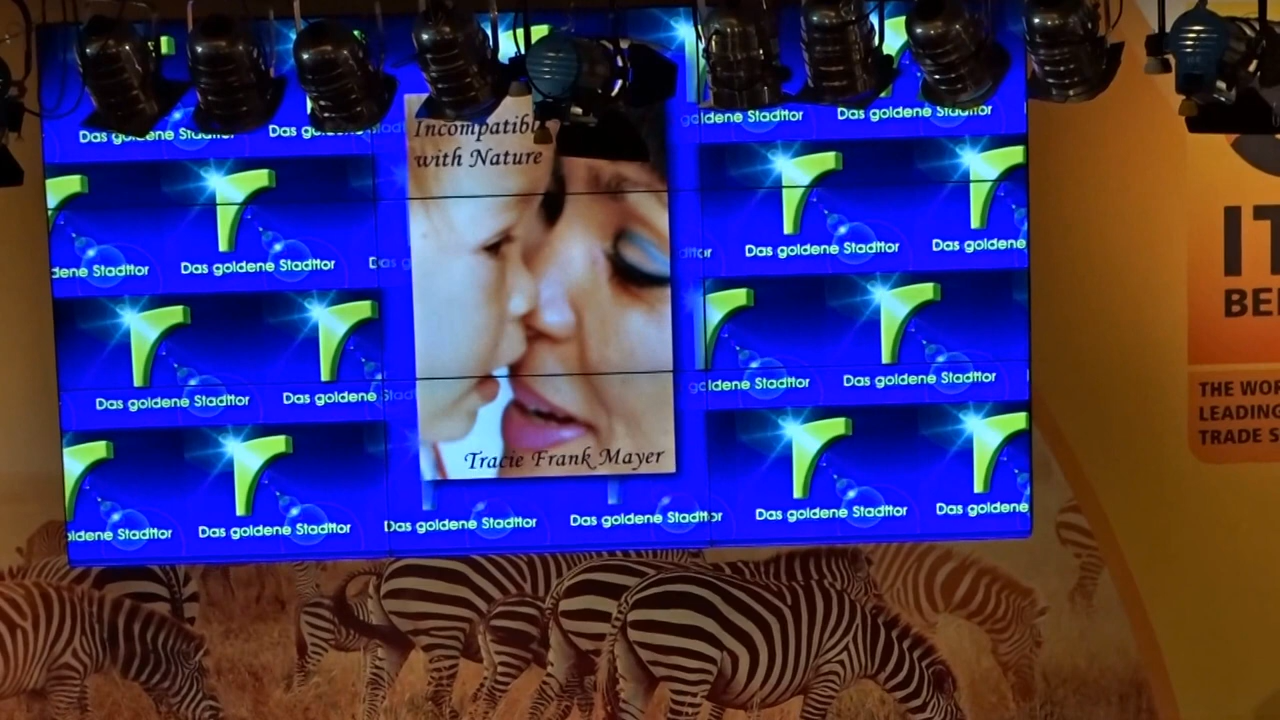 Das goldene Stadttor
Das
goldene Stadttor
Das goldene Stadttor
Incompatibl
with Nature
Das goldene Stadttor
Das goldene Stadttor
Das goldene
Das goldene Stadttor
Das goldene
goldene Stadttor
Das goldene Stadttor
Tracie Frank Mayer
Das goldene Stadttor
Das goldene Stadttor
Das goldene Stadttor
Das goldene Stadttor
Das goldene
THE
LEADING
TRADE